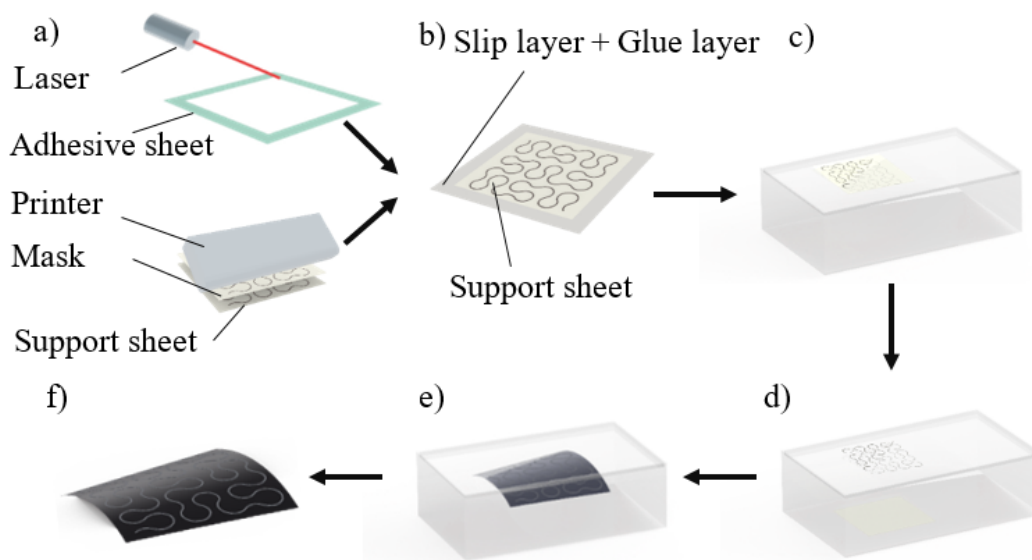 a)
Laser
Adhesive sheet
Printer
Mask
Support sheet
b)
Slip layer + Glue layer
Support sheet
c)
d)
e)
f)